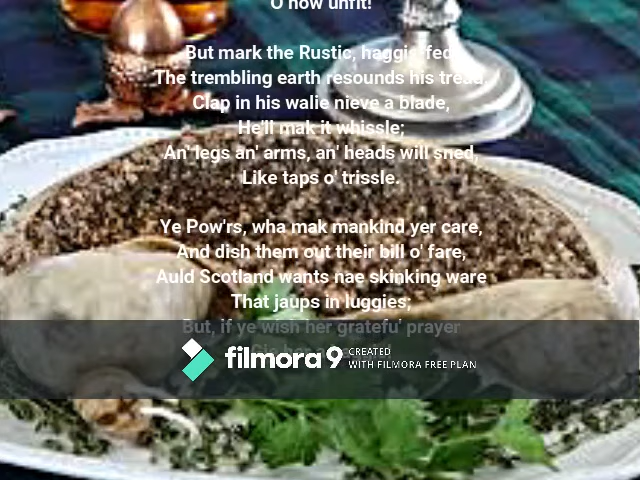 O how unfit!
But mark the Rustic, haggis-fed,
The trembling earth resounds his tread.
Clap in his walie nieve a blade,
He'll mak it whissle;
An' legs an' arms, an' heads will sned,
Like taps o' trissle.
Ye Pow'rs, wha mak mankind yer care,
And dish them out their bill o' fare,
Auld Scotland wants nae skinking ware
That jaups in luggies;
But, if ye wish her gratefu' prayer
filmora9 CREATED
WITH FILMORA FREE PLAN